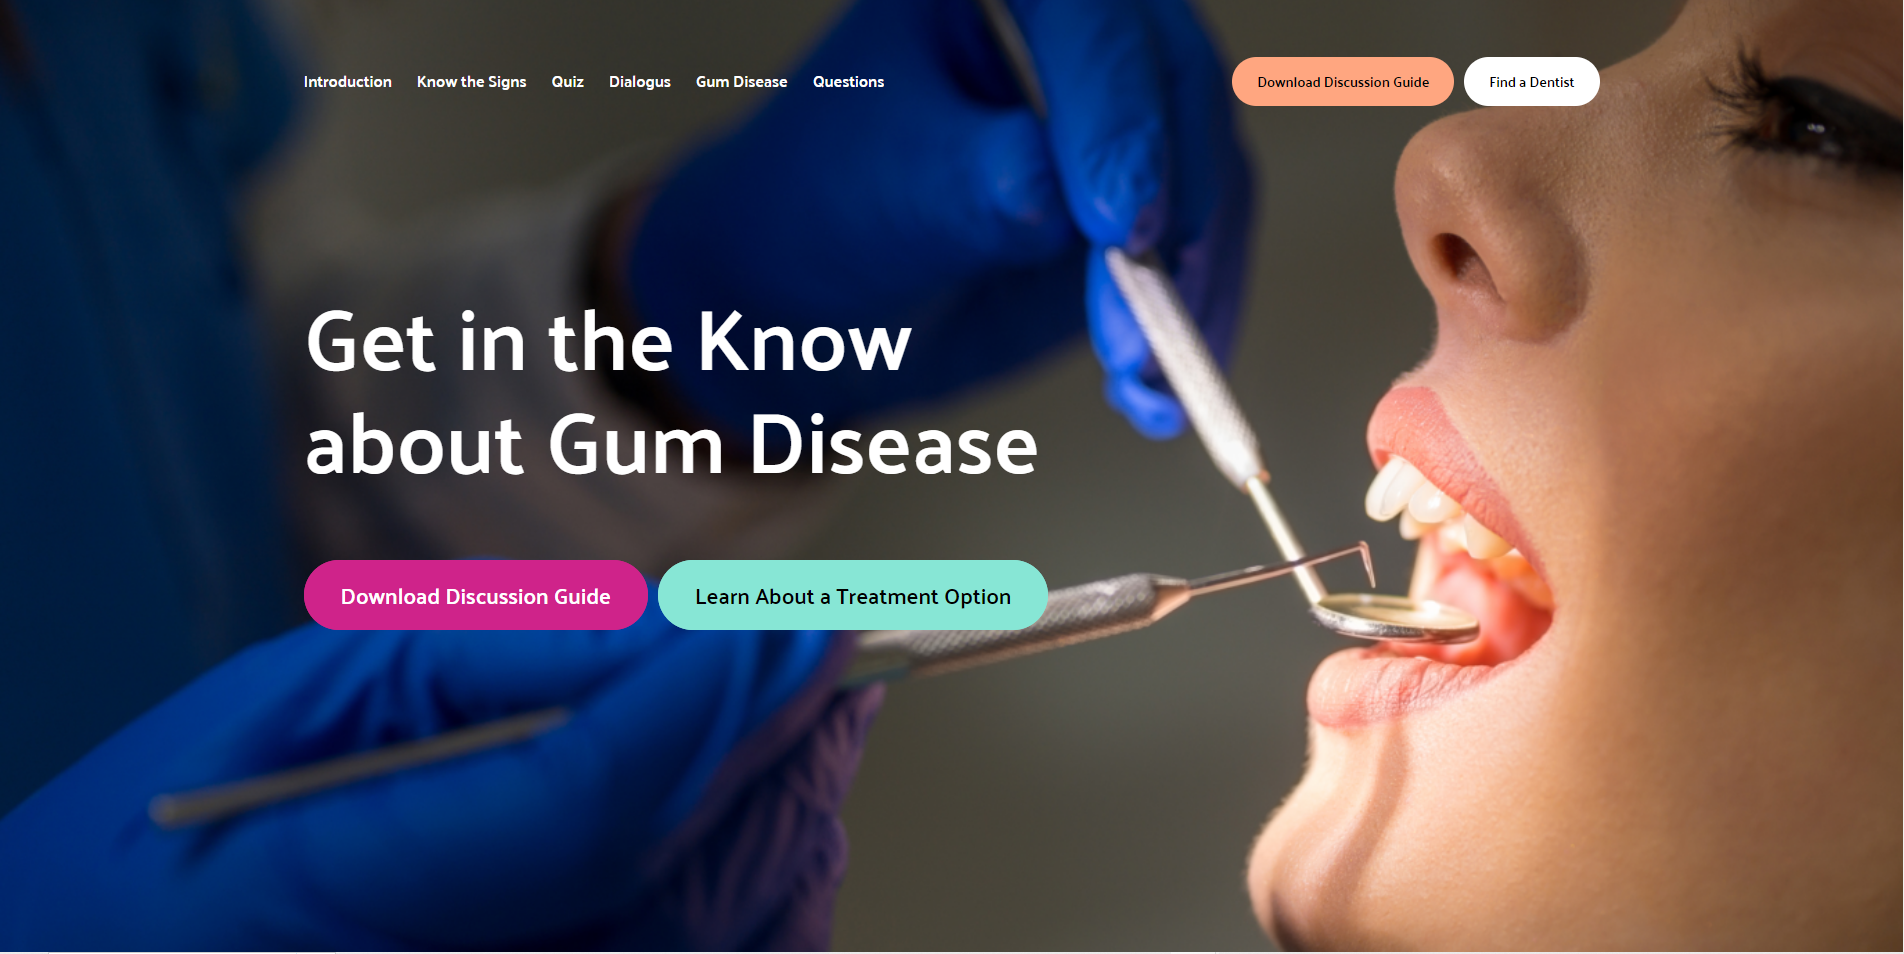 Introduction Know the Signs Quiz Dialogus Gum Disease Questions Download Discussion Guide Find a Dentist
Get in the Know
about Gum Disease
Download Discussion Guide Learn About a Treatment Option